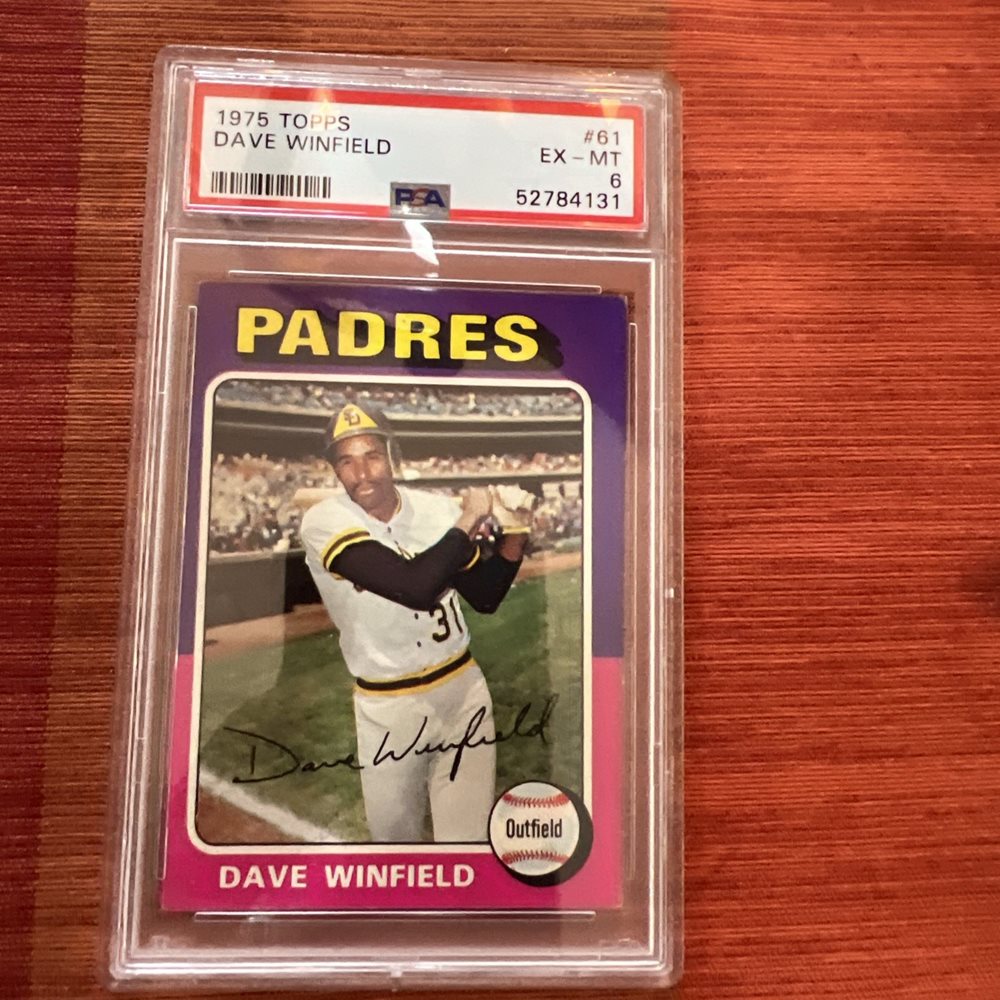 1975 TOPPS #61
DAVE WINFIELD EX - MT
6
PSA 52784131
PADRES
SD
31
Dave Winfield
Outfield
DAVE WINFIELD